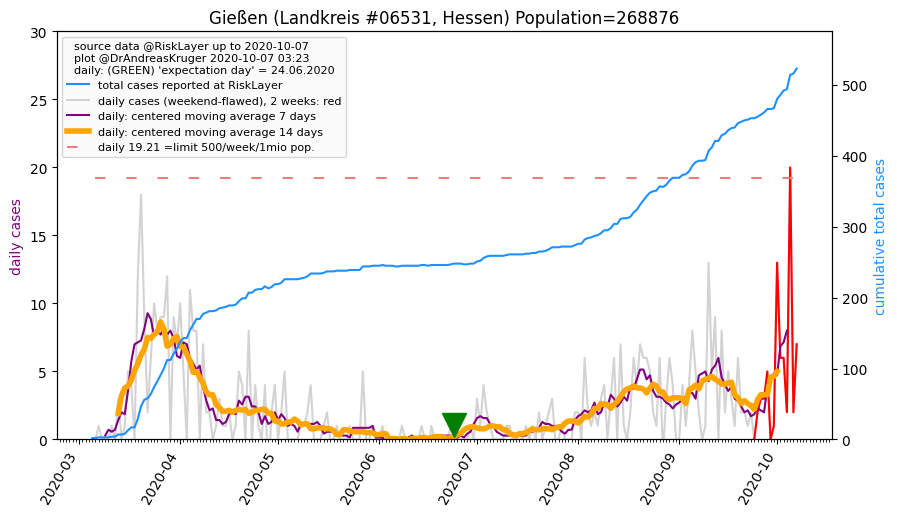 Gießen (Landkreis #06531, Hessen) Population=268876
source data @RiskLayer up to 2020-10-07
plot @DrAndreasKruger 2020-10-07 03:23
daily: (GREEN) 'expectation day' = 24.06.2020
total cases reported at RiskLayer
daily cases (weekend-flawed), 2 weeks: red
daily: centered moving average 7 days
daily: centered moving average 14 days
daily 19.21 =limit 500/week/1mio pop.
daily cases
30
25
20
15
10
5
0
cumulative total cases
500
400
300
200
100
0
2020-03
2020-04
2020-05
2020-06
2020-07
2020-08
2020-09
2020-10